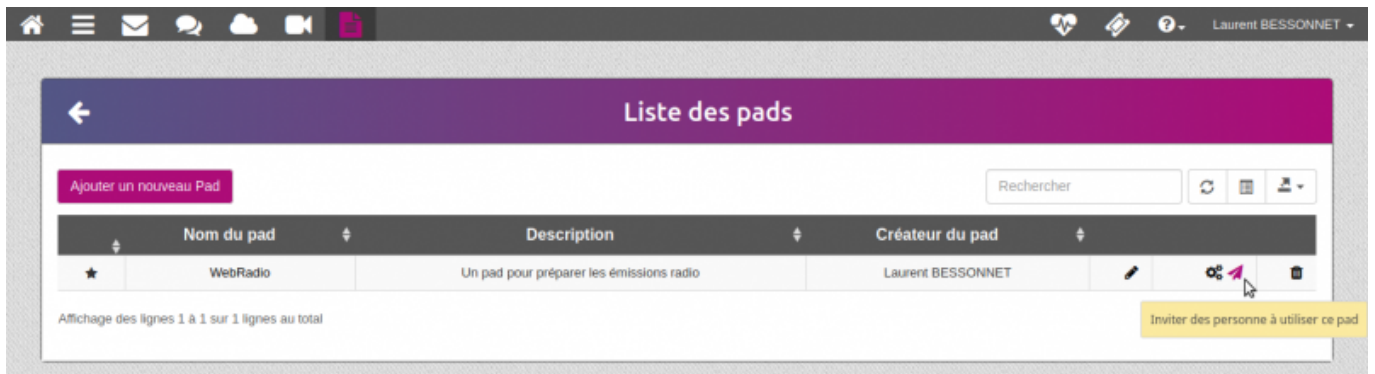 Laurent BESSONNET
Liste des pads
Ajouter un nouveau Pad
Rechercher
Nom du pad Description Créateur du pad
WebRadio Un pad pour préparer les émissions radio Laurent BESSONNET
Affichage des lignes 1 à 1 sur 1 lignes au total
Inviter des personne à utiliser ce pad